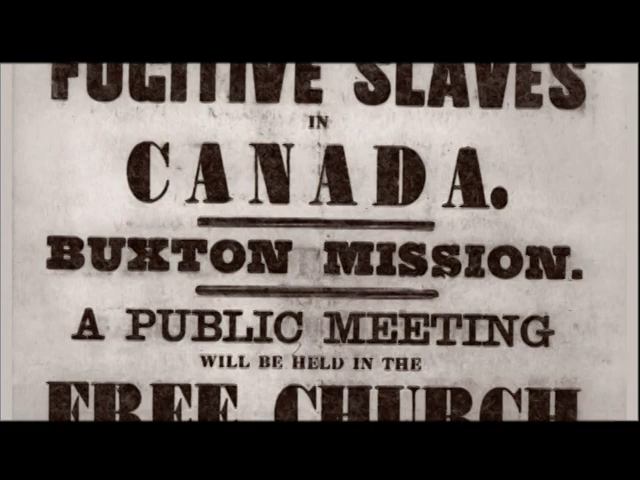 FUGITIVE SLAVES
IN
CANADA.
BUXTON MISSION.
A PUBLIC MEETING
WILL BE HELD IN THE
FREE CHURCH